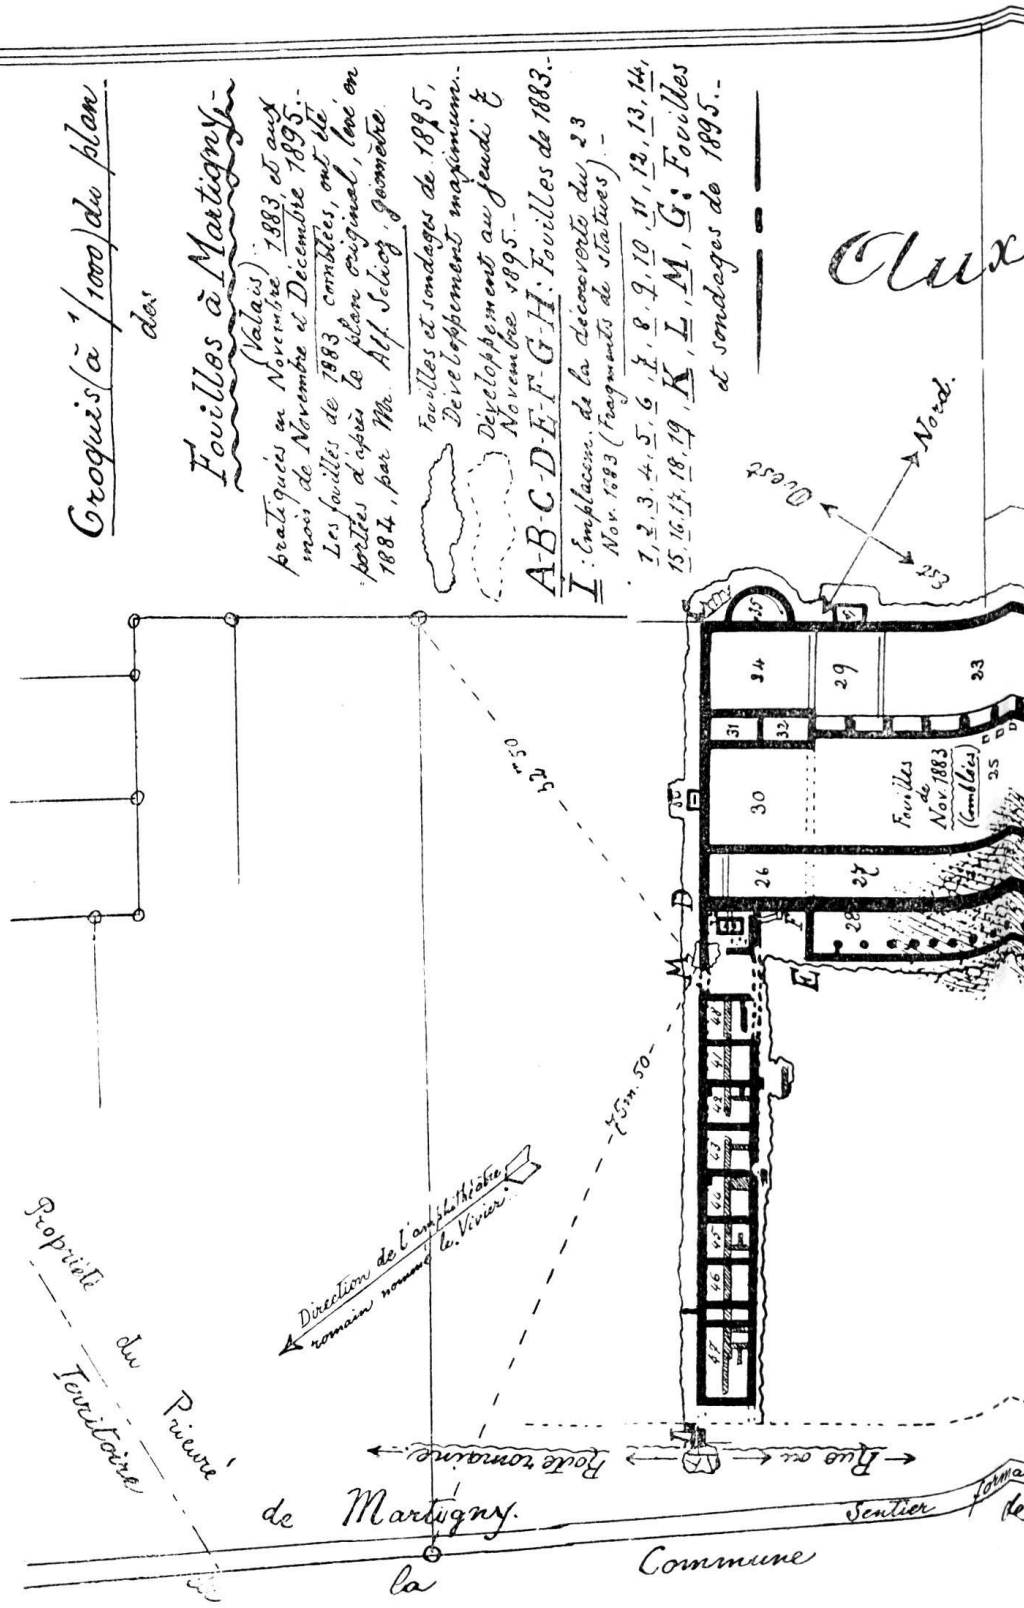 Croquis (à 1/1000) du plan
des
Fouilles à Martigny
(Valais)
pratiquées en Novembre 1883 et aux
mois de Novembre et Décembre 1895.-
Les fouilles de 1883 comblées, ont été
portées d'après le plan original, levé en
1884, par Mr. Alf. géomètre
Fouilles et sondages de 1895,
Développement maximum..
Développement au jeudi 7
Novembre 1895.-
A-B-C-D-E-F-G-H: Fouilles de 1883.-
I: Emplacem. de la découverte du 23
Nov. 1883 (Fragments de statues).-
1, 2, 3, 4, 5, 6, 7, 8, 9, 10, 11, 12, 13, 14,
15, 16, 17, 18, 19, K, L, M, G: Fouilles
et sondages de 1895.-
Aux
Nord.
Ouest
Est
52 m 50
75 m. 50
Direction de l'amphithéâtre
romain nommé le Vivier
Propriété
du
Prieuré
Territoire
de Martigny.
la
Commune
Sentier
forma
Route romaine
Rue ou
Fouilles
de
Nov. 1883
(Comblées)
35
34
29
23
31
32
30
25
26
27
28
D
M
F
E
48
41
42
43
44
45
46
47